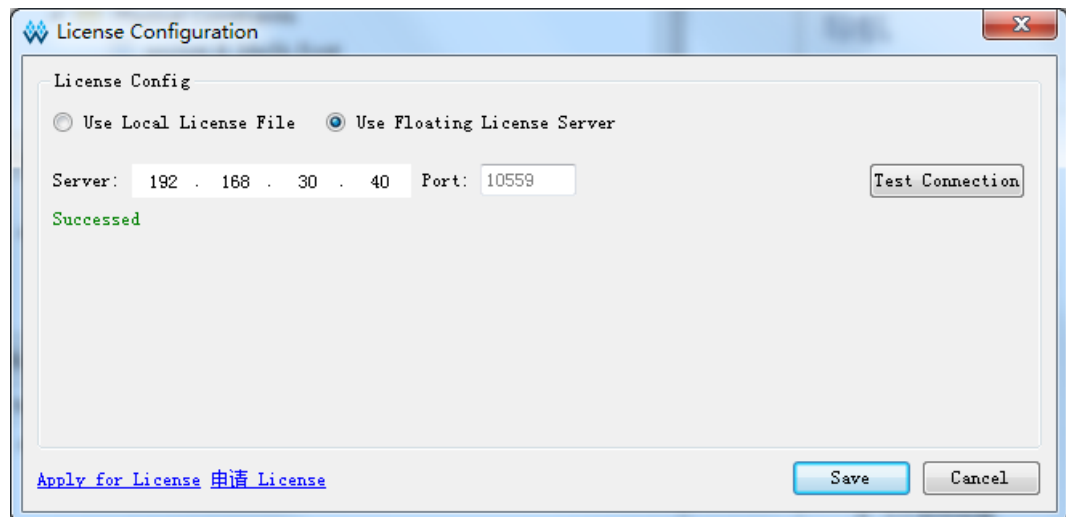 License Configuration
License Config
Use Local License File Use Floating License Server
Server: 192 . 168 . 30 . 40 Port: 10559 Test Connection
Successed
Apply for License 申请 License Save Cancel